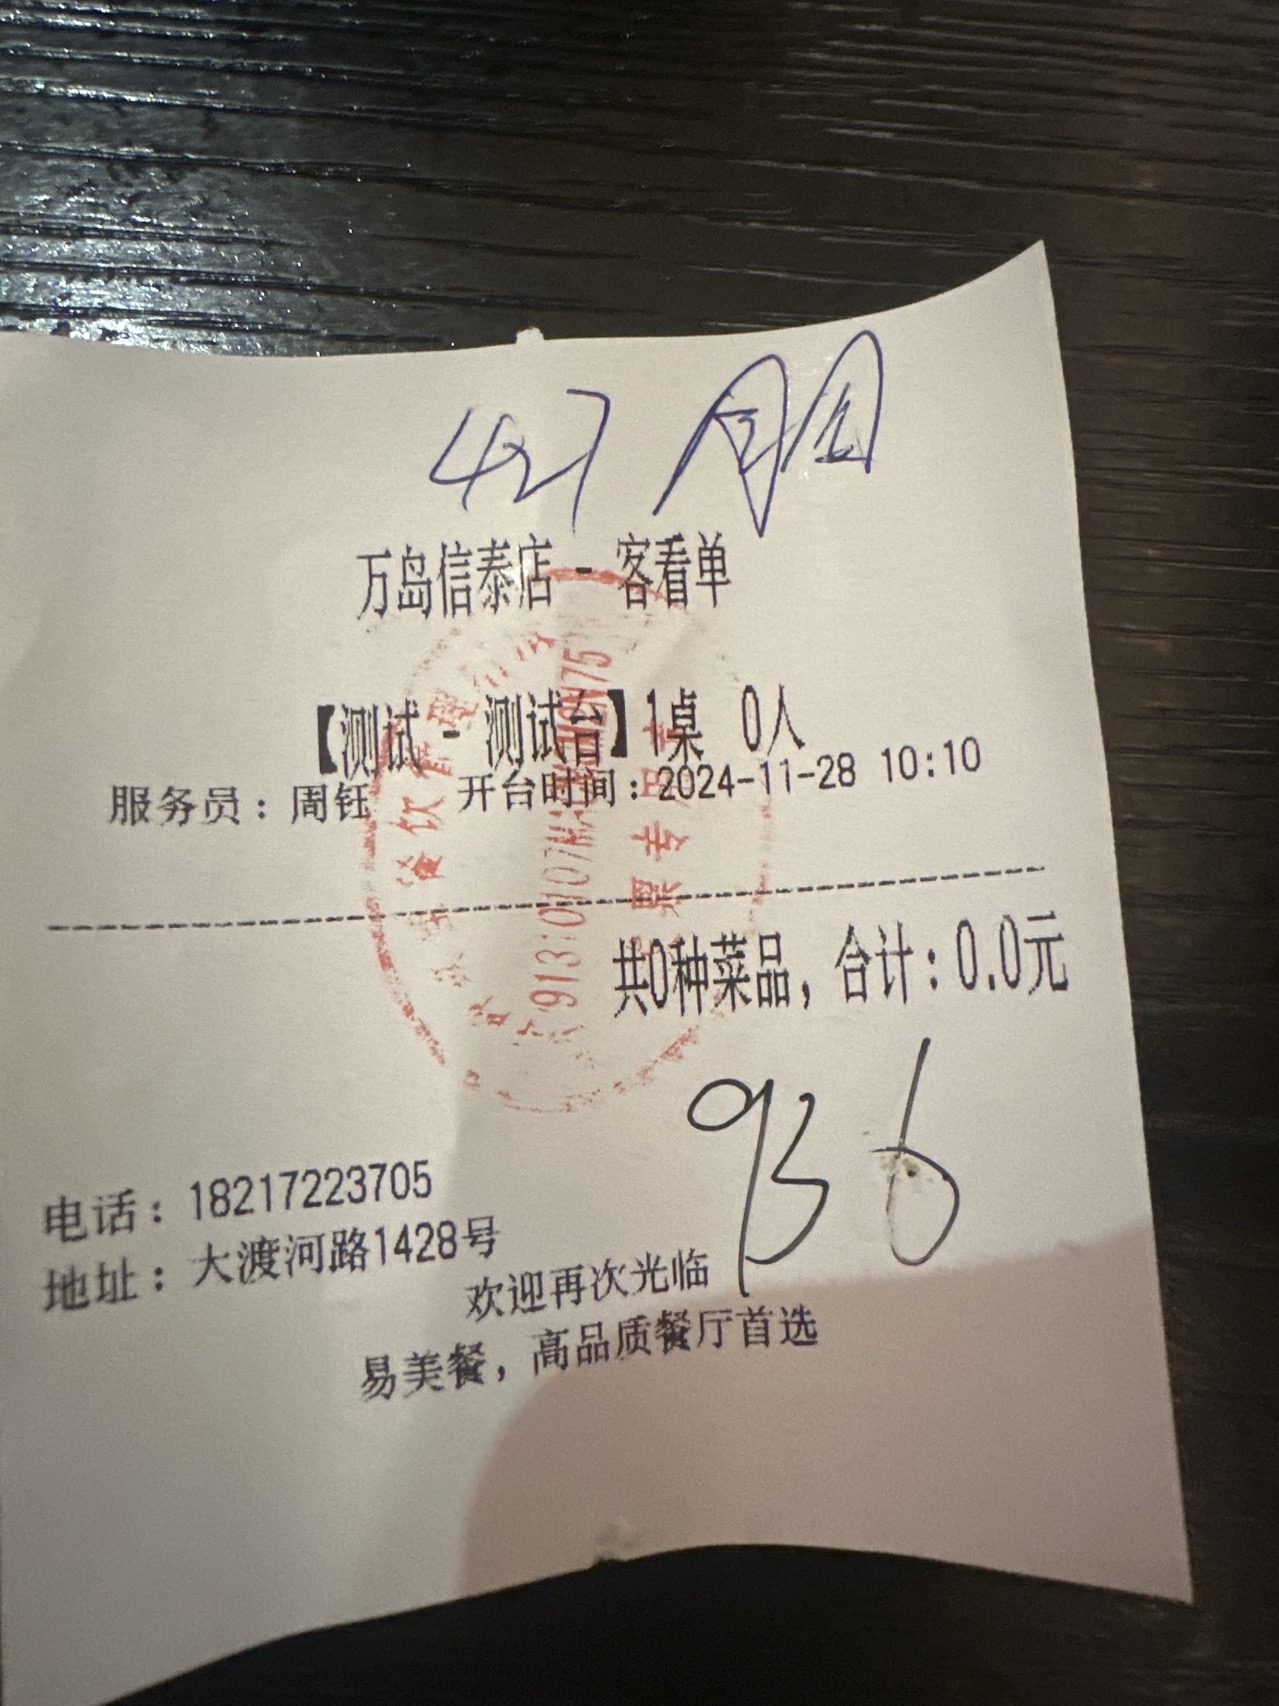 427
万岛信泰店 - 客看单
【测试 - 测试台】1桌 0人
服务员：周钰 开台时间：2024-11-28 10:10
共0种菜品，合计：0.0元
936
电话：18217223705
地址：大渡河路1428号
欢迎再次光临
易美餐，高品质餐厅首选